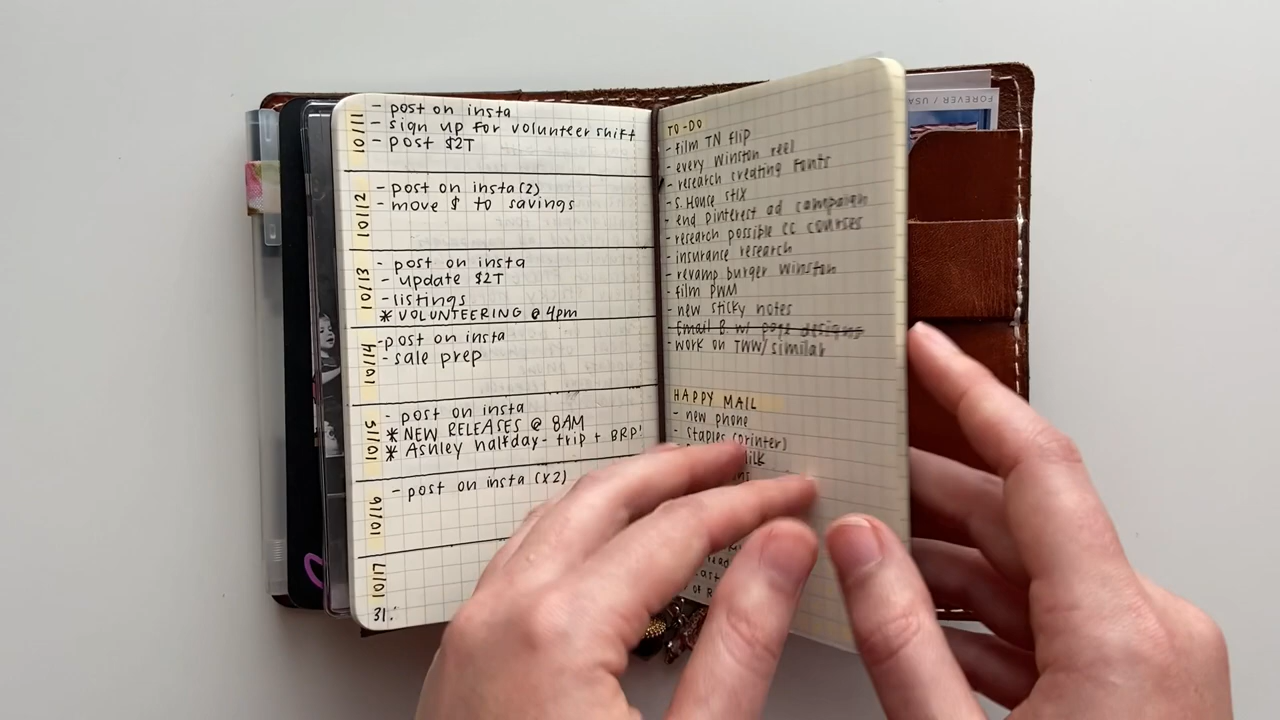 10/11
- post on insta
- sign up for volunteer shift
- post $2T
10/12
- post on insta (2)
- move $ to savings
10/13
- post on insta
- update $2T
- listings
* VOLUNTEERING @ 4pm
10/14
- post on insta
- sale prep
10/15
- post on insta
* NEW RELEASES @ 8AM
* Ashley halfday - trip + BRP!
10/16
- post on insta (x2)
10/17
31:
TO-DO
- film TN flip
- every Winston reel
- research creating fonts
- S.House stix
- end pinterest ad campaign
- research possible cc courses
- insurance research
- revamp burger Winston
- film PWM
- new sticky notes
Email B. w/ page designs
- work on TWW/similar
HAPPY MAIL
- new phone
- Staples (printer)
FOREVER / USA